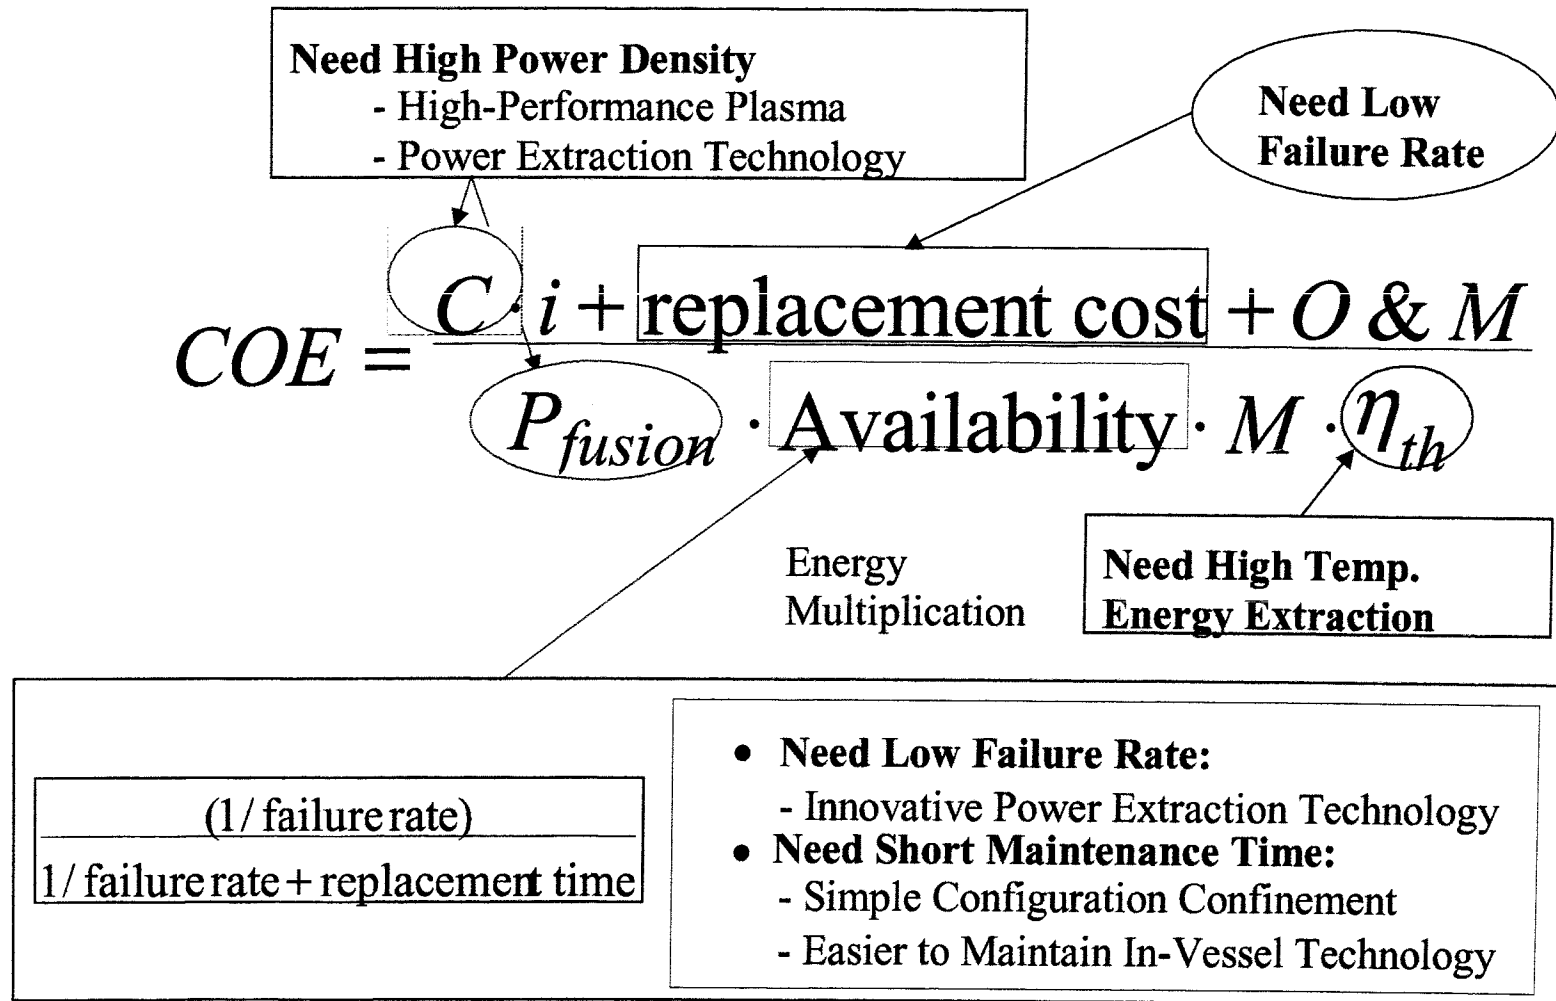 Need High Power Density
- High-Performance Plasma
- Power Extraction Technology
Need Low
Failure Rate
COE = C · i + replacement cost + O & M
P_fusion · Availability · M · η_th
Energy
Multiplication
Need High Temp.
Energy Extraction
(1/ failure rate)
1/ failure rate + replacement time
• Need Low Failure Rate:
- Innovative Power Extraction Technology
• Need Short Maintenance Time:
- Simple Configuration Confinement
- Easier to Maintain In-Vessel Technology